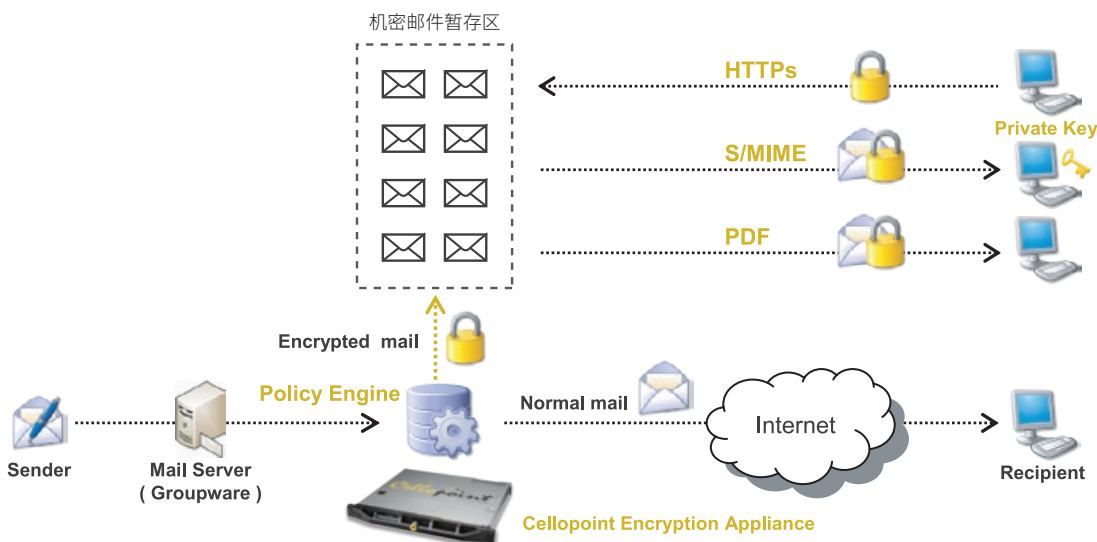 机密邮件暂存区
HTTPs
Private Key
S/MIME
PDF
Encrypted mail
Policy Engine
Normal mail
Internet
Sender
Mail Server
( Groupware )
Recipient
Cellopoint
Cellopoint Encryption Appliance